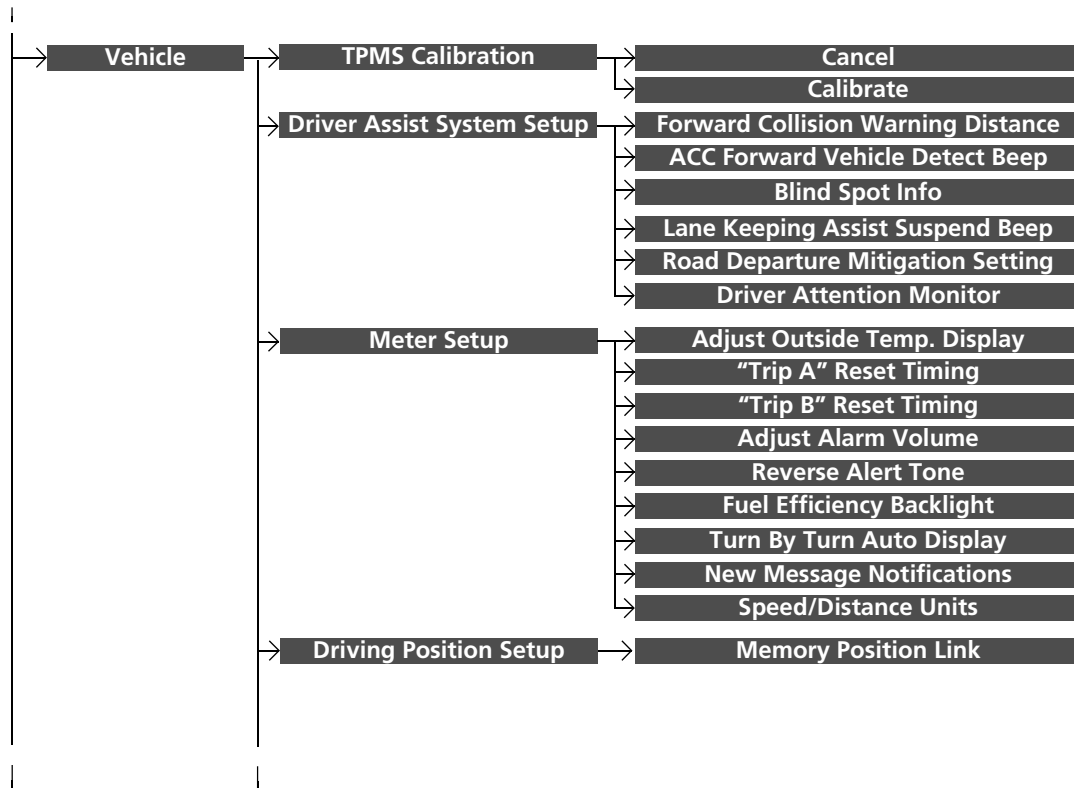 Vehicle
TPMS Calibration
Cancel
Calibrate
Driver Assist System Setup
Forward Collision Warning Distance
ACC Forward Vehicle Detect Beep
Blind Spot Info
Lane Keeping Assist Suspend Beep
Road Departure Mitigation Setting
Driver Attention Monitor
Meter Setup
Adjust Outside Temp. Display
“Trip A” Reset Timing
“Trip B” Reset Timing
Adjust Alarm Volume
Reverse Alert Tone
Fuel Efficiency Backlight
Turn By Turn Auto Display
New Message Notifications
Speed/Distance Units
Driving Position Setup
Memory Position Link